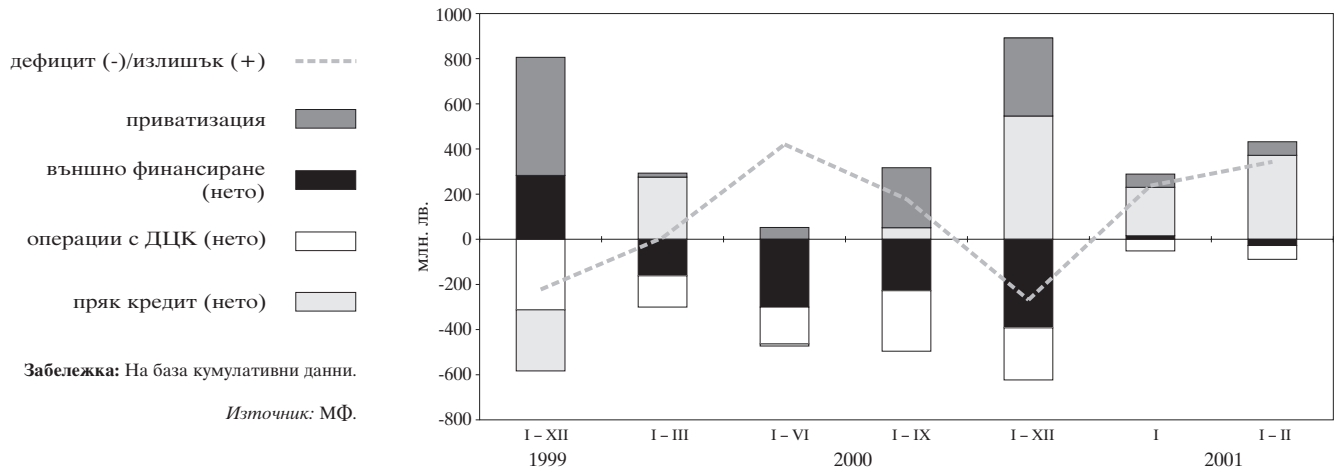 дефицит (-)/излишък (+)
приватизация
външно финансиране
(нето)
операции с ДЦК (нето)
пряк кредит (нето)
Забележка: На база кумулативни данни.
Източник: МФ.
млн. лв.
1000
800
600
400
200
0
-200
-400
-600
-800
I – XII
I – III
I – VI
I – IX
I – XII
I
I – II
1999
2000
2001